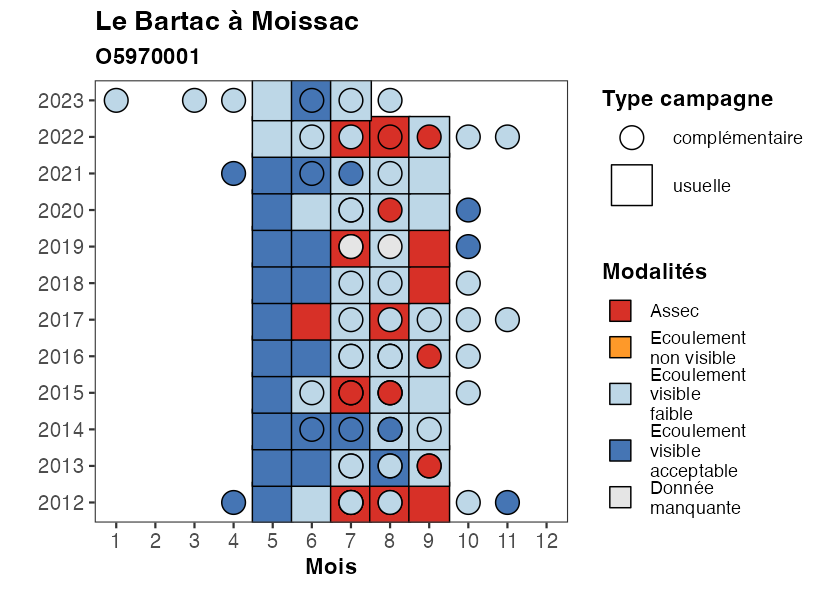 Le Bartac à Moissac
O5970001
2023
2022
2021
2020
2019
2018
2017
2016
2015
2014
2013
2012
1 2 3 4 5 6 7 8 9 10 11 12
Mois
Type campagne
complémentaire
usuelle
Modalités
Assec
Ecoulement
non visible
Ecoulement
visible
faible
Ecoulement
visible
acceptable
Donnée
manquante